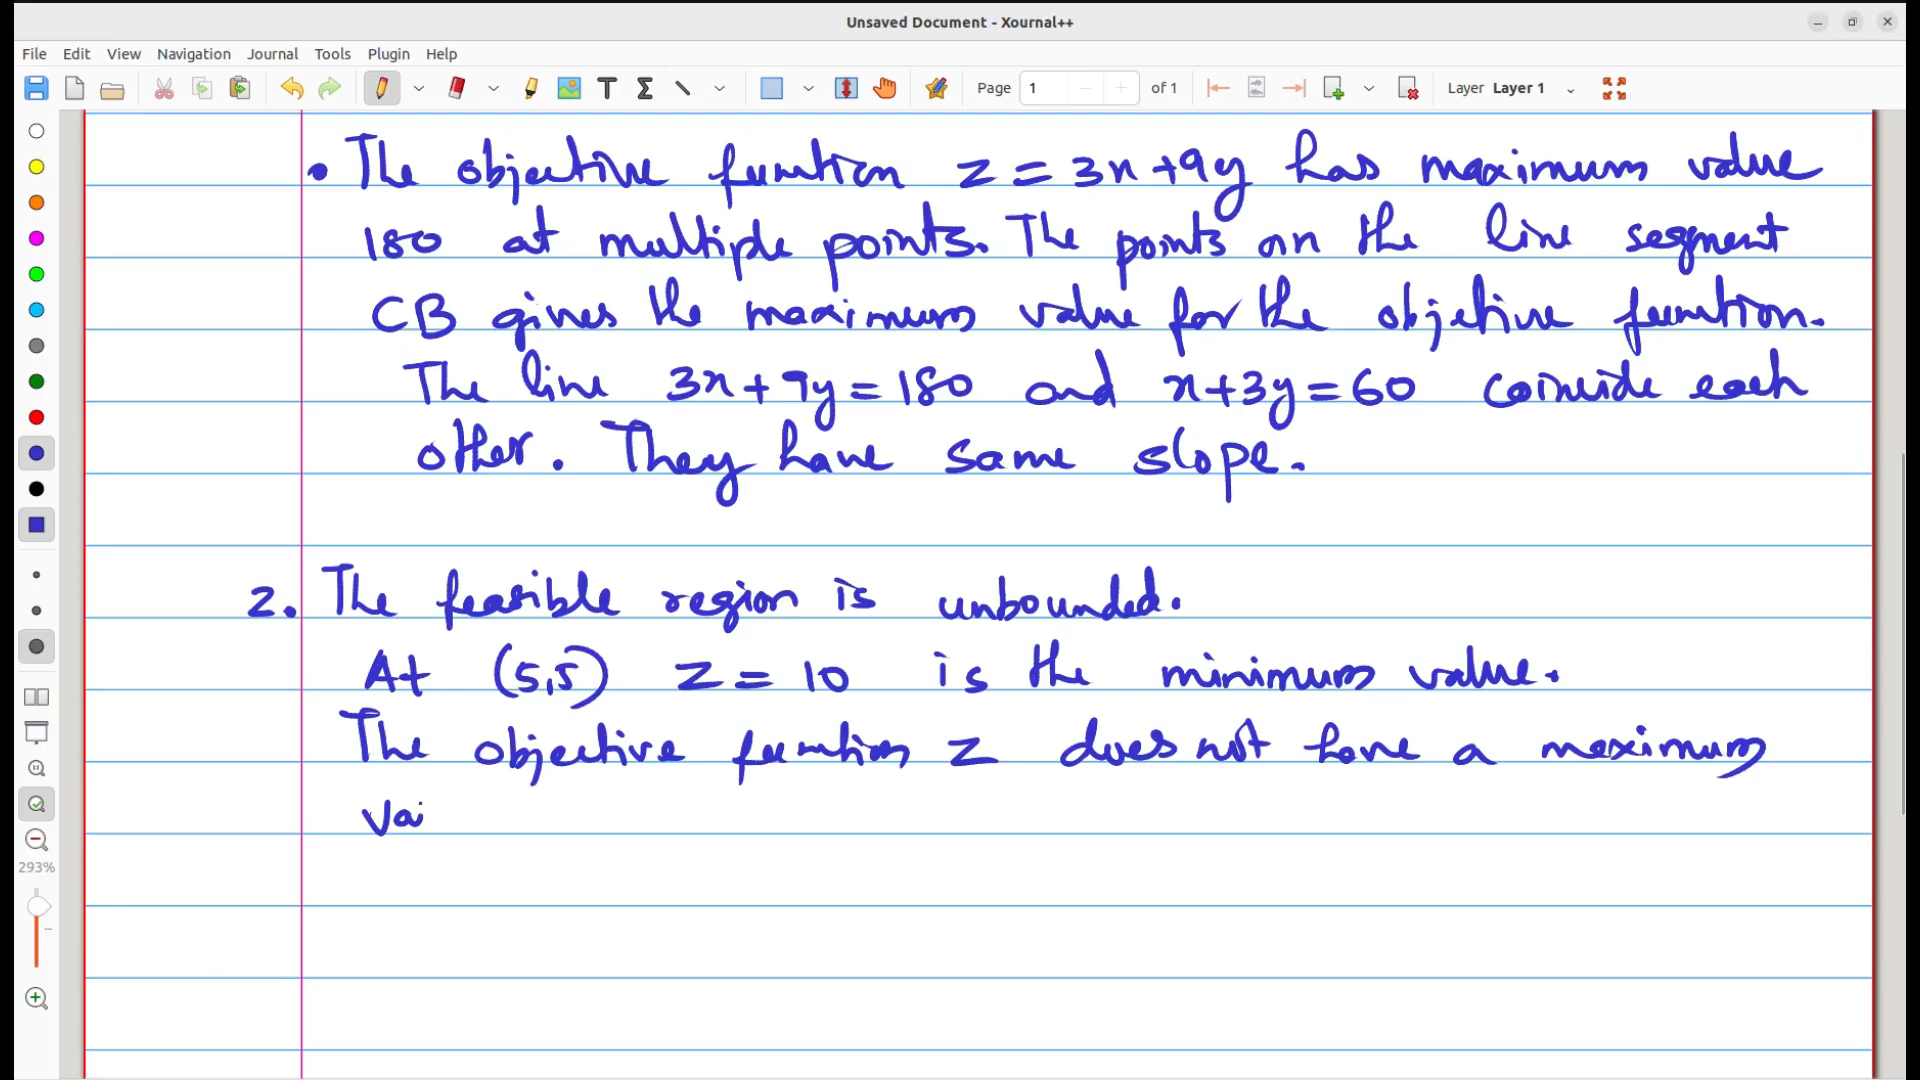 Unsaved Document - Xournal++
File Edit View Navigation Journal Tools Plugin Help
Page 1 of 1 Layer Layer 1
• The objective function z = 3x+9y has maximum value
180 at multiple points. The points on the line segment
CB gives the maximum value for the objetive function.
The line 3x+9y=180 and x+3y=60 coincide each
other. They have same slope.
2. The feasible region is unbounded.
At (5,5) Z = 10 is the minimum value.
The objective function Z does not have a maximum
Vai
293%